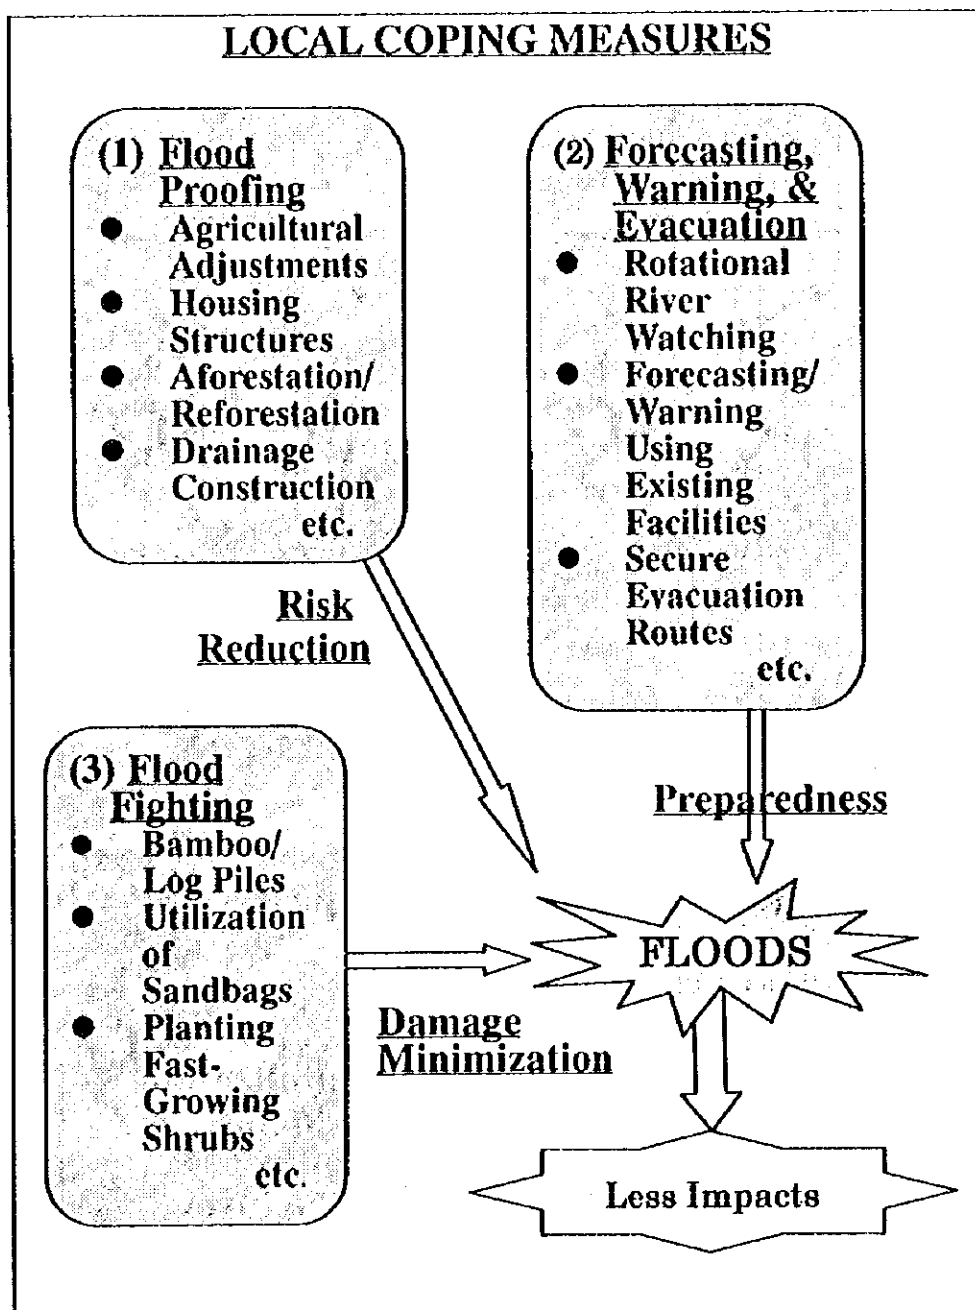 LOCAL COPING MEASURES
(1) Flood
Proofing
● Agricultural
Adjustments
● Housing
Structures
● Aforestation/
Reforestation
● Drainage
Construction
etc.
(2) Forecasting,
Warning, &
Evacuation
● Rotational
River
Watching
● Forecasting/
Warning
Using
Existing
Facilities
● Secure
Evacuation
Routes
etc.
Risk
Reduction
(3) Flood
Fighting
● Bamboo/
Log Piles
● Utilization
of
Sandbags
● Planting
Fast-
Growing
Shrubs
etc.
Preparedness
FLOODS
Damage
Minimization
Less Impacts